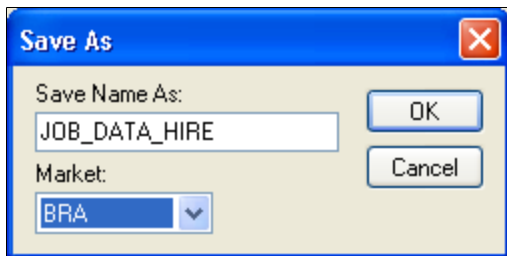 Save As
Save Name As:
JOB_DATA_HIRE
OK
Market:
Cancel
BRA